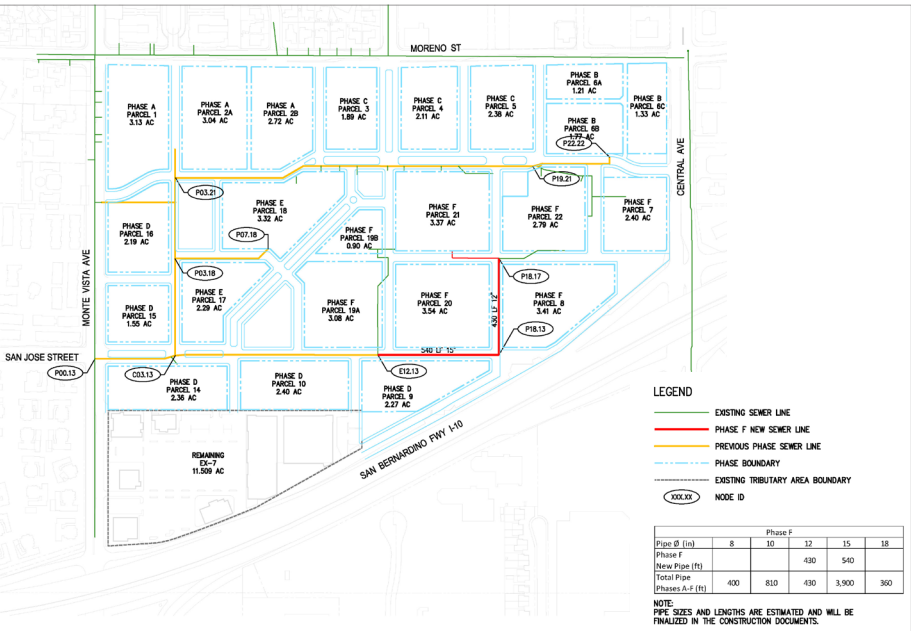 MORENO ST
PHASE A
PARCEL 1
3.13 AC
PHASE A
PARCEL 2A
3.04 AC
PHASE A
PARCEL 2B
2.72 AC
PHASE C
PARCEL 3
1.89 AC
PHASE C
PARCEL 4
2.11 AC
PHASE C
PARCEL 5
2.38 AC
PHASE B
PARCEL 6A
1.21 AC
PHASE B
PARCEL 6B
1.77 AC
P22.22
PHASE B
PARCEL 6C
1.33 AC
CENTRAL AVE
P03.21
P19.21
PHASE D
PARCEL 16
2.19 AC
PHASE E
PARCEL 18
3.32 AC
P07.18
PHASE F
PARCEL 19B
0.90 AC
PHASE F
PARCEL 21
3.37 AC
PHASE F
PARCEL 22
2.79 AC
PHASE F
PARCEL 7
2.40 AC
MONTE VISTA AVE
P03.18
P18.17
PHASE D
PARCEL 15
1.55 AC
PHASE E
PARCEL 17
2.29 AC
PHASE F
PARCEL 19A
3.08 AC
PHASE F
PARCEL 20
3.54 AC
430 LF 12"
PHASE F
PARCEL 8
3.41 AC
P18.13
540 LF 15"
SAN JOSE STREET
P00.13
C03.13
E12.13
PHASE D
PARCEL 14
2.36 AC
PHASE D
PARCEL 10
2.40 AC
PHASE D
PARCEL 9
2.27 AC
SAN BERNARDINO FWY I-10
REMAINING
EX-7
11.509 AC
LEGEND
EXISTING SEWER LINE
PHASE F NEW SEWER LINE
PREVIOUS PHASE SEWER LINE
PHASE BOUNDARY
EXISTING TRIBUTARY AREA BOUNDARY
XXX.XX NODE ID
Phase F
Pipe Ø (in) 8 10 12 15 18
Phase F
New Pipe (ft) 430 540
Total Pipe
Phases A-F (ft) 400 810 430 3,900 360
NOTE:
PIPE SIZES AND LENGTHS ARE ESTIMATED AND WILL BE
FINALIZED IN THE CONSTRUCTION DOCUMENTS.